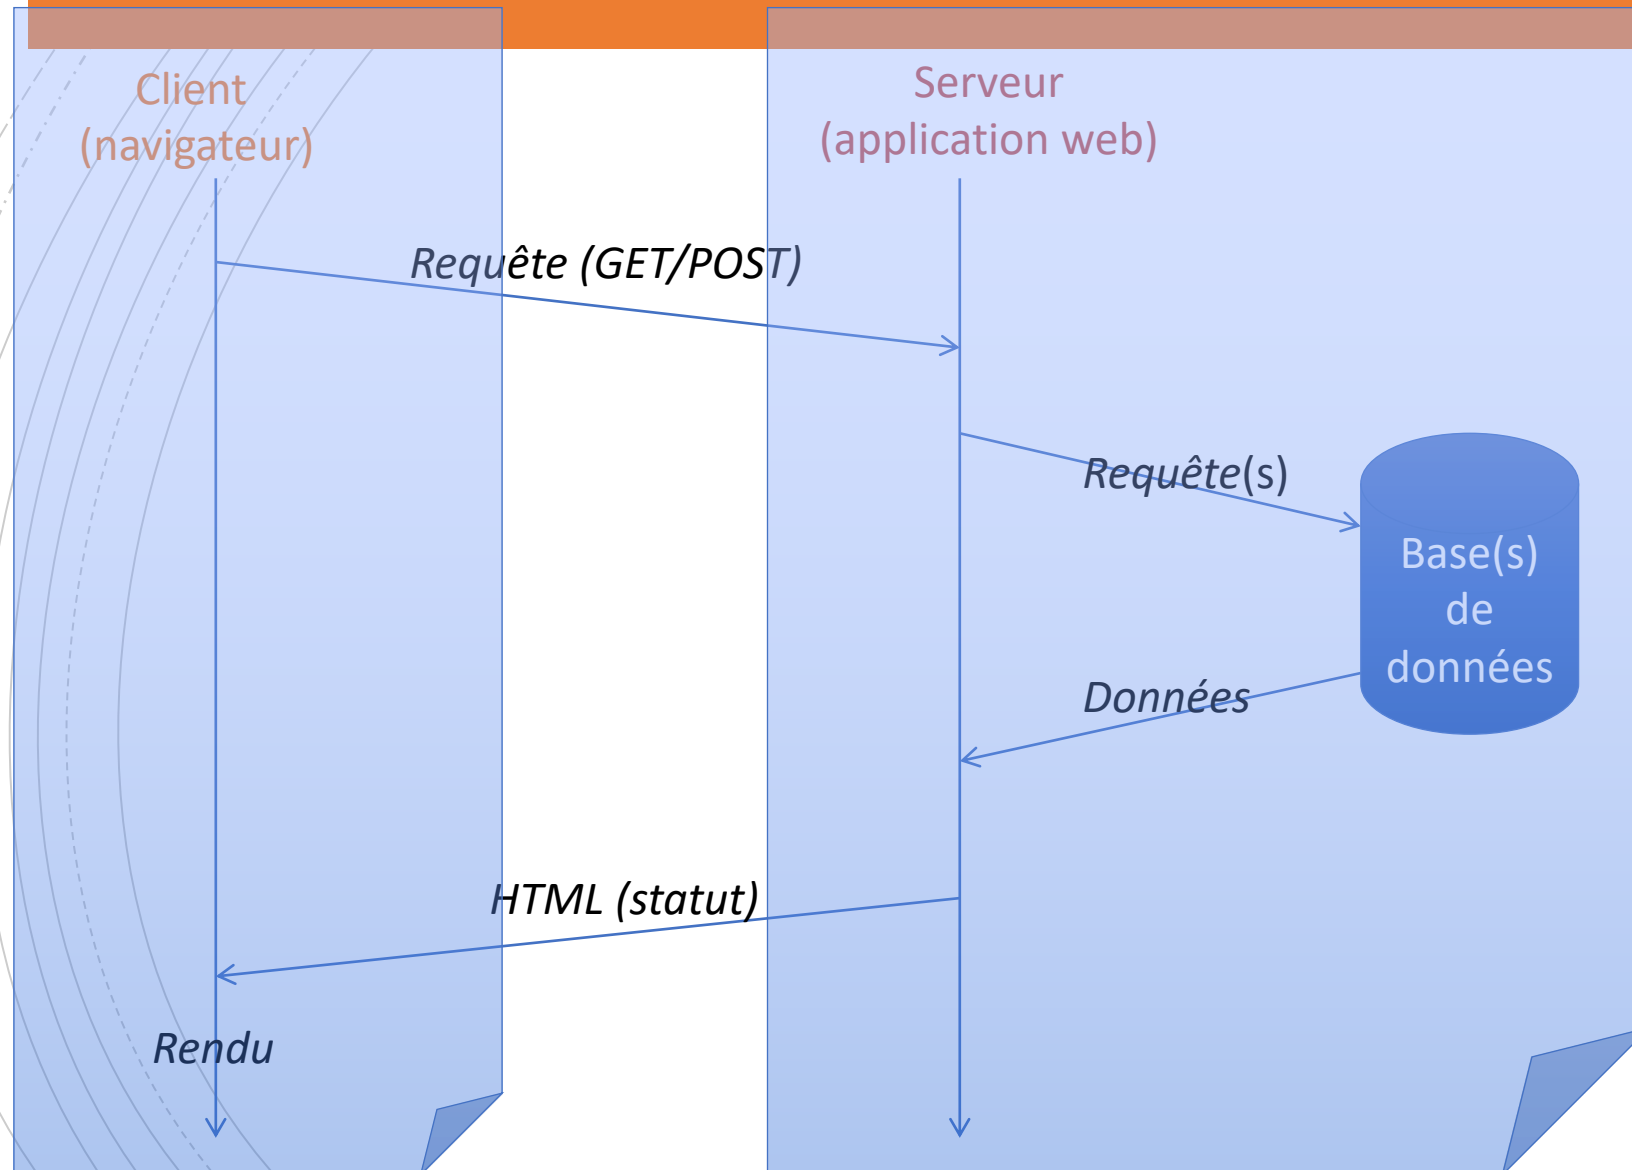 Client
(navigateur)
Serveur
(application web)
Requête (GET/POST)
Requête(s)
Base(s)
de
données
Données
HTML (statut)
Rendu